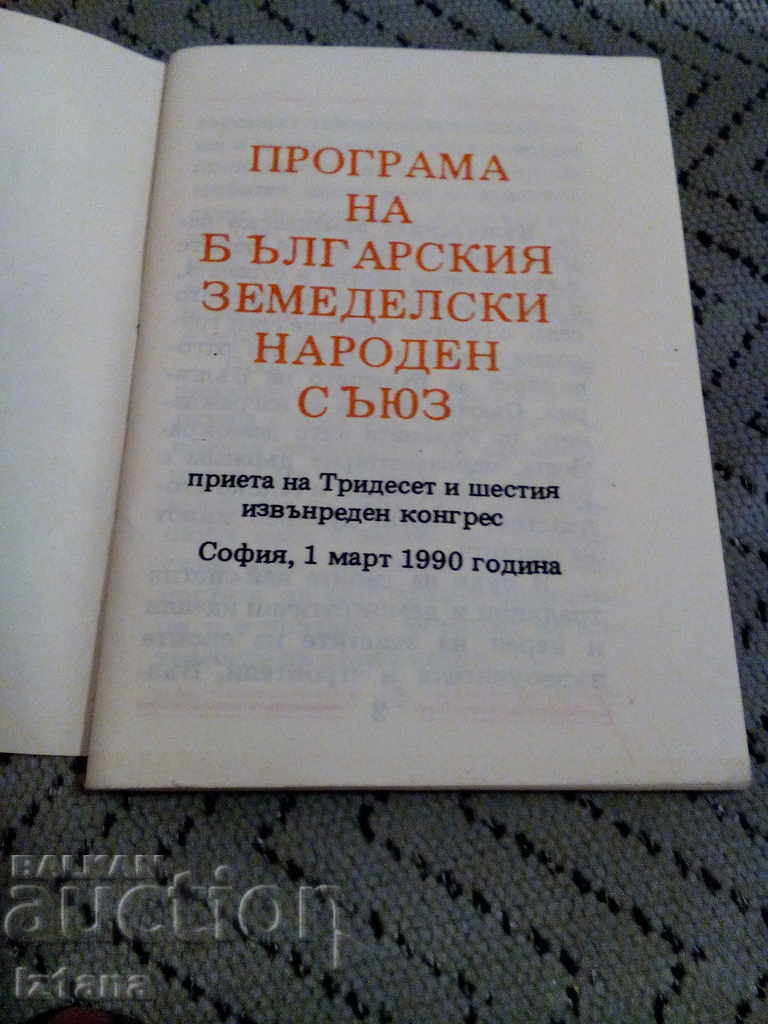 ПРОГРАМА
НА
БЪЛГАРСКИЯ
ЗЕМЕДЕЛСКИ
НАРОДЕН
СЪЮЗ
приета на Тридесет и шестия
извънреден конгрес
София, 1 март 1990 година
BALKAN
auction
Iztana